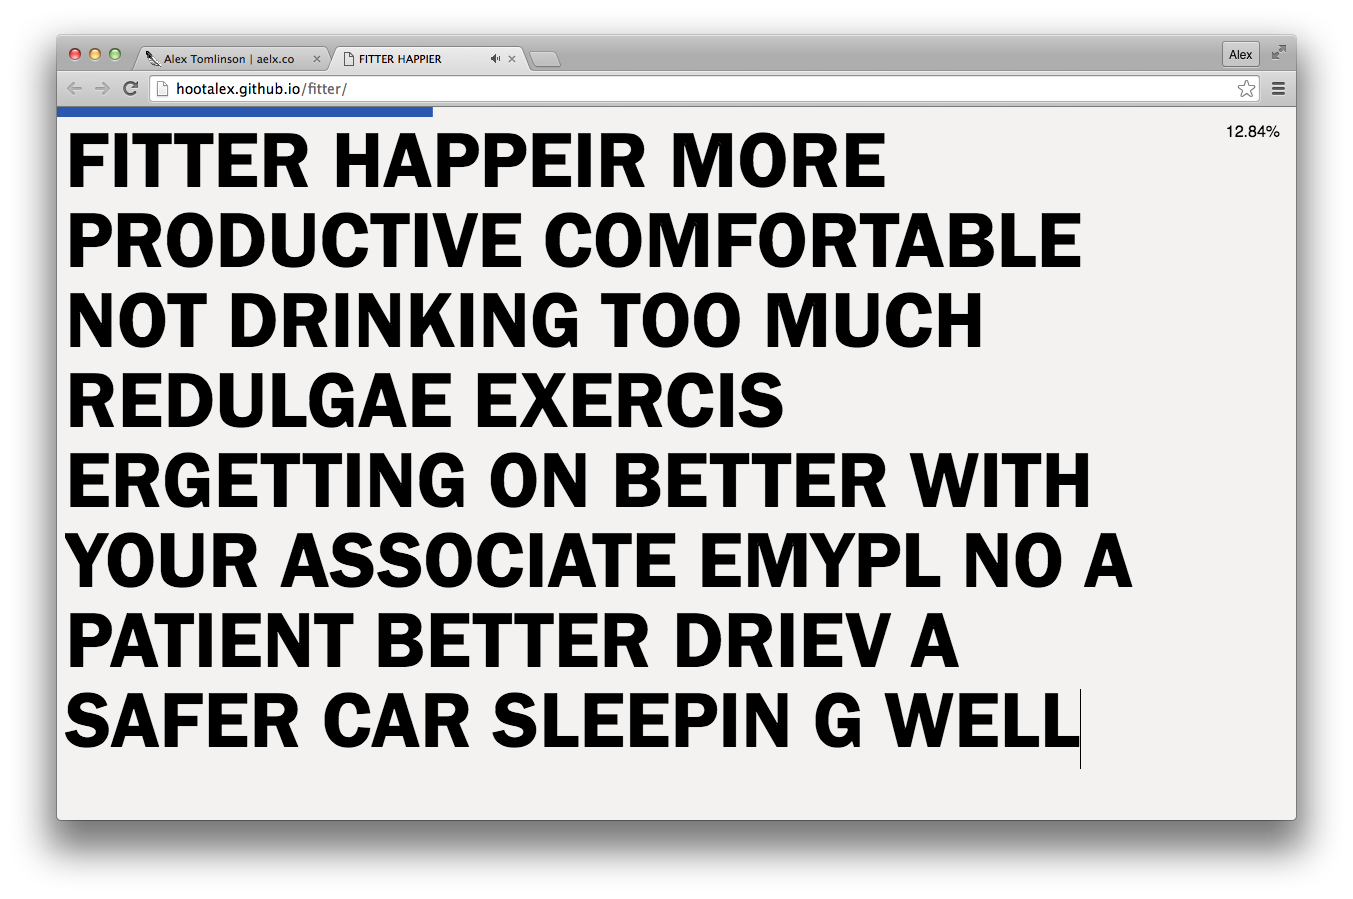 Alex Tomlinson | aelx.co
FITTER HAPPIER
Alex
hootalex.github.io/fitter/
12.84%
FITTER HAPPEIR MORE
PRODUCTIVE COMFORTABLE
NOT DRINKING TOO MUCH
REDULGAE EXERCIS
ERGETTING ON BETTER WITH
YOUR ASSOCIATE EMYPL NO A
PATIENT BETTER DRIEV A
SAFER CAR SLEEPIN G WELL